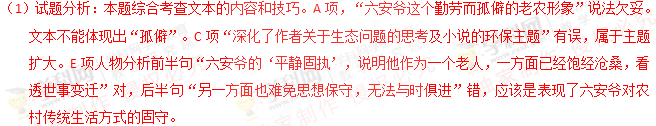 （1）试题分析：本题综合考查文本的内容和技巧。A 项，“六安爷这个勤劳而孤僻的老农形象”说法欠妥。
文本不能体现出“孤僻”。C 项“深化了作者关于生态问题的思考及小说的环保主题”有误，属于主题
扩大。E 项人物分析前半句“六安爷的‘平静固执’，说明他作为一个老人，一方面已经饱经沧桑，看
透世事变迁”对，后半句“另一方面也难免思想保守，无法与时俱进”错，应该是表现了六安爷对农
村传统生活方式的固守。